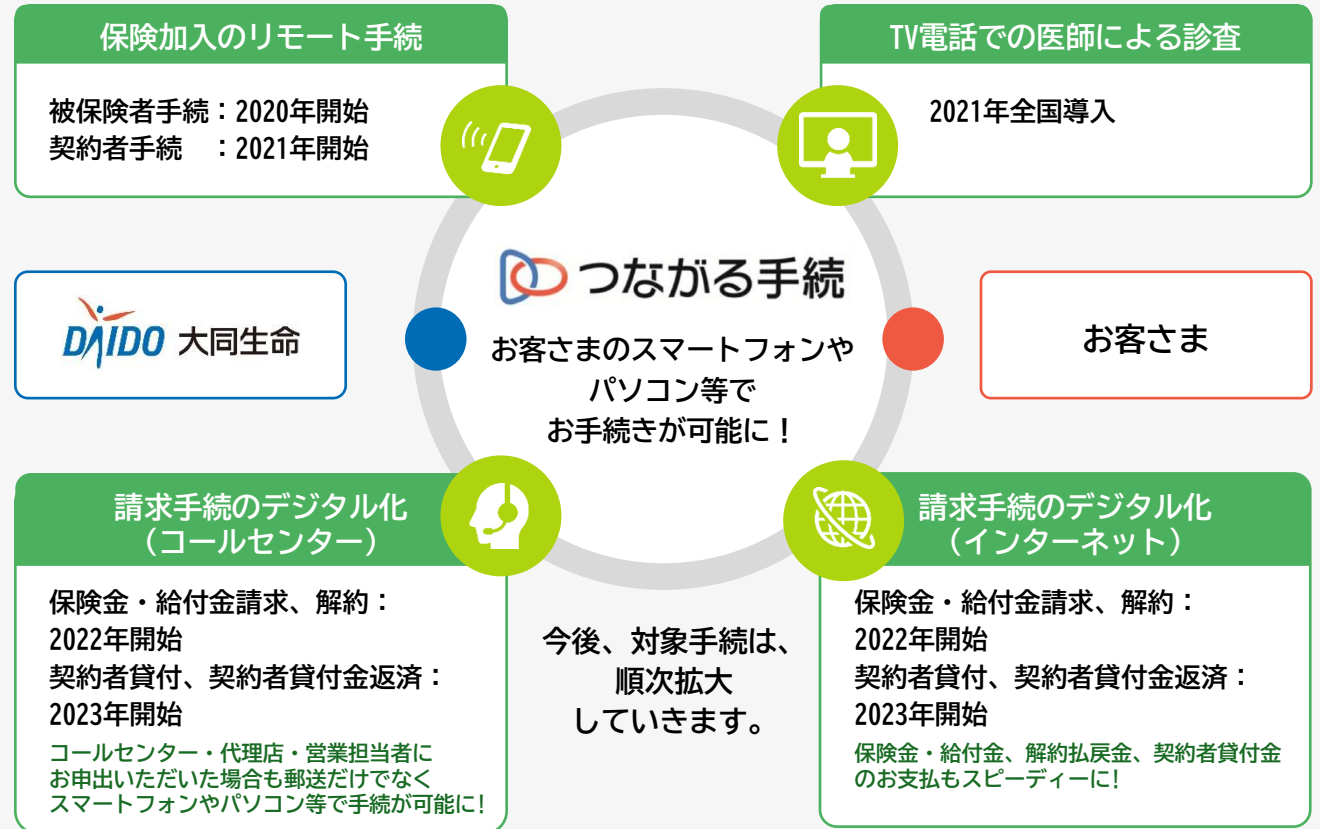 保険加入のリモート手続
被保険者手続：2020年開始
契約者手続　：2021年開始
TV電話での医師による診査
2021年全国導入
つながる手続
お客さまのスマートフォンや
パソコン等で
お手続きが可能に！
DAIDO 大同生命
お客さま
請求手続のデジタル化
（コールセンター）
保険金・給付金請求、解約：
2022年開始
契約者貸付、契約者貸付金返済：
2023年開始
コールセンター・代理店・営業担当者に
お申出いただいた場合も郵送だけでなく
スマートフォンやパソコン等で手続が可能に!
今後、対象手続は、
順次拡大
していきます。
請求手続のデジタル化
（インターネット）
保険金・給付金請求、解約：
2022年開始
契約者貸付、契約者貸付金返済：
2023年開始
保険金・給付金、解約払戻金、契約者貸付金
のお支払もスピーディーに!